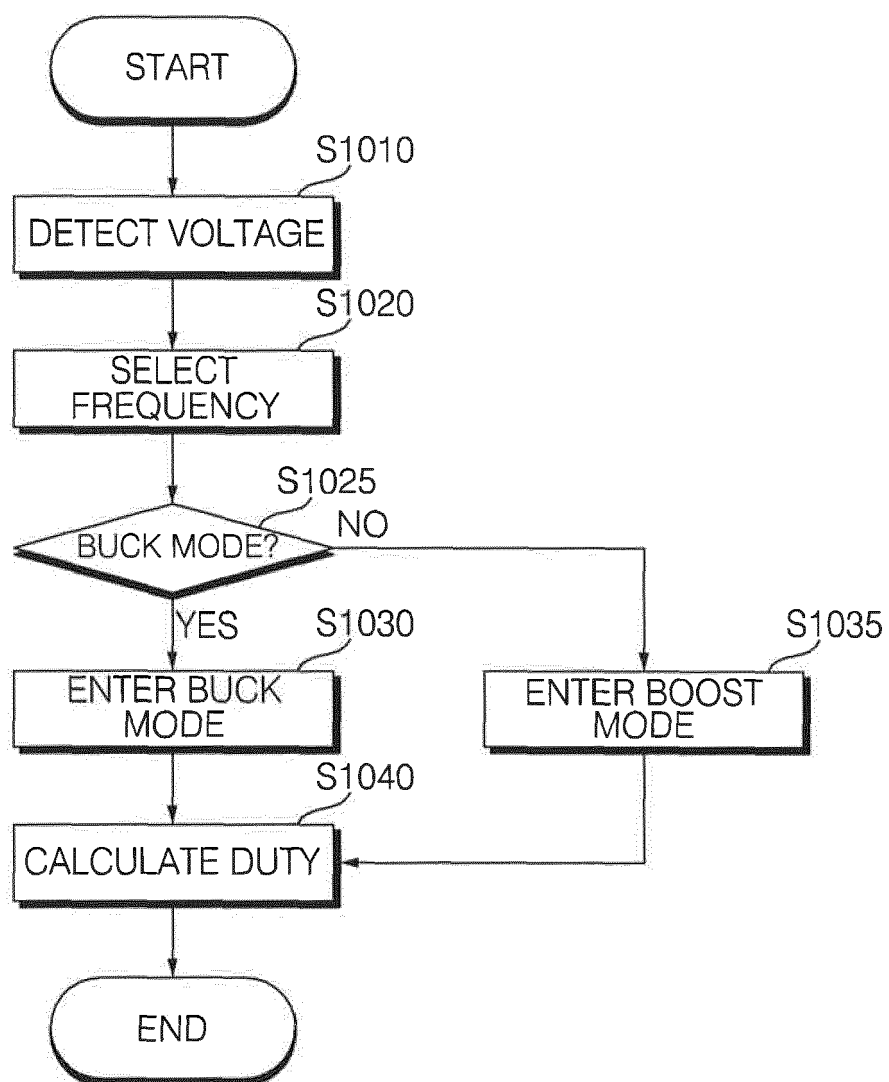 START
S1010
DETECT VOLTAGE
S1020
SELECT
FREQUENCY
S1025
BUCK MODE?
NO
YES
S1030
ENTER BUCK
MODE
S1035
ENTER BOOST
MODE
S1040
CALCULATE DUTY
END